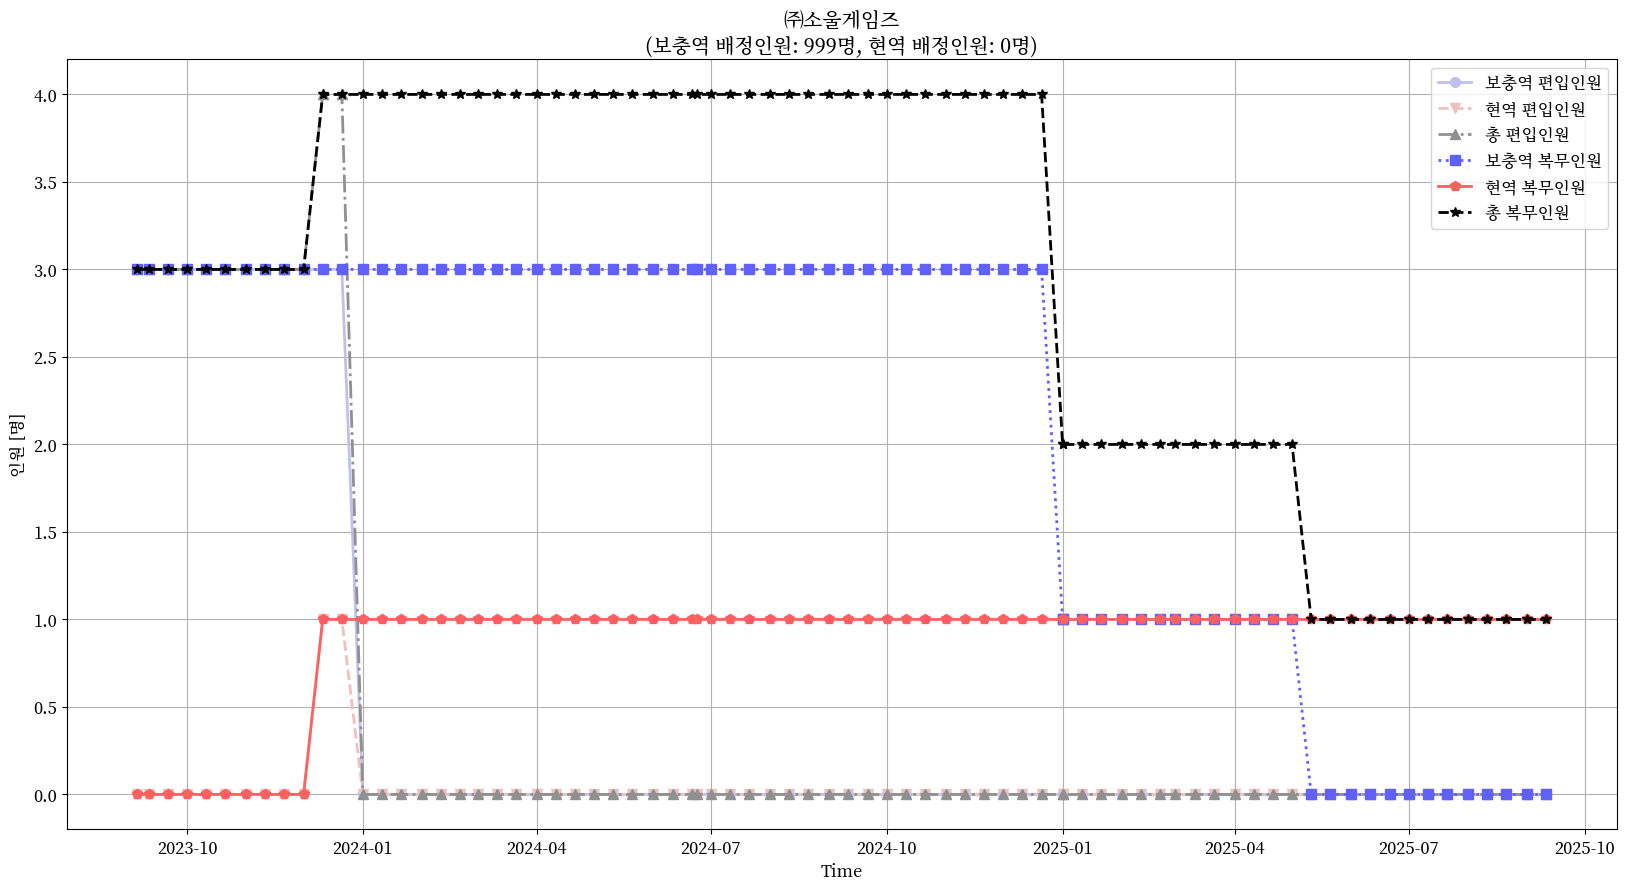 ㈜소울게임즈
(보충역 배정인원: 999명, 현역 배정인원: 0명)
보충역 편입인원
현역 편입인원
총 편입인원
보충역 복무인원
현역 복무인원
총 복무인원
인원 [명]
4.0
3.5
3.0
2.5
2.0
1.5
1.0
0.5
0.0
2023-10
2024-01
2024-04
2024-07
2024-10
2025-01
2025-04
2025-07
2025-10
Time